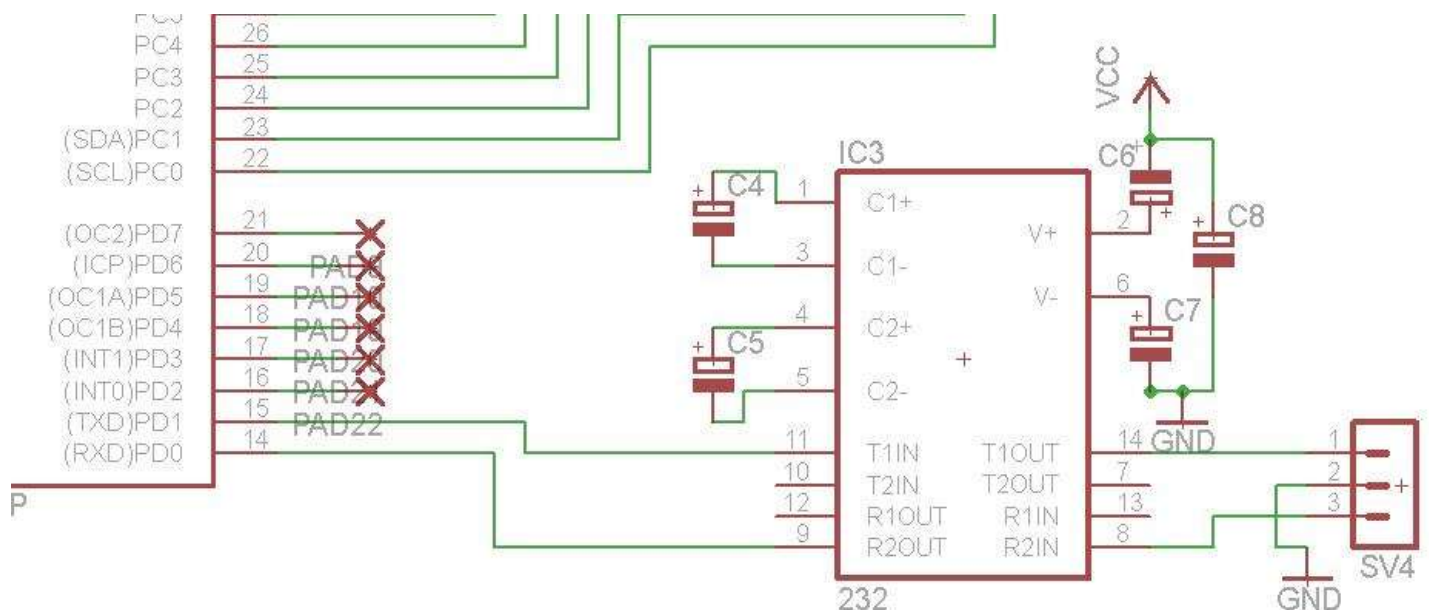 PC5
26
PC4
25
PC3
24
PC2
23
(SDA)PC1
22
(SCL)PC0
21
(OC2)PD7
20
(ICP)PD6
19
(OC1A)PD5
18
(OC1B)PD4
17
(INT1)PD3
16
(INT0)PD2
15
(TXD)PD1
14
(RXD)PD0
P
PAD22
C4
+
C5
+
IC3
1 C1+
3 C1-
4 C2+
5 C2-
11 T1IN
10 T2IN
12 R1OUT
9 R2OUT
V+ 2
V- 6
T1OUT 14
T2OUT 7
R1IN 13
R2IN 8
+
232
VCC
C6 +
+
C8
+
C7
+
GND
1
2
3
+
SV4
GND